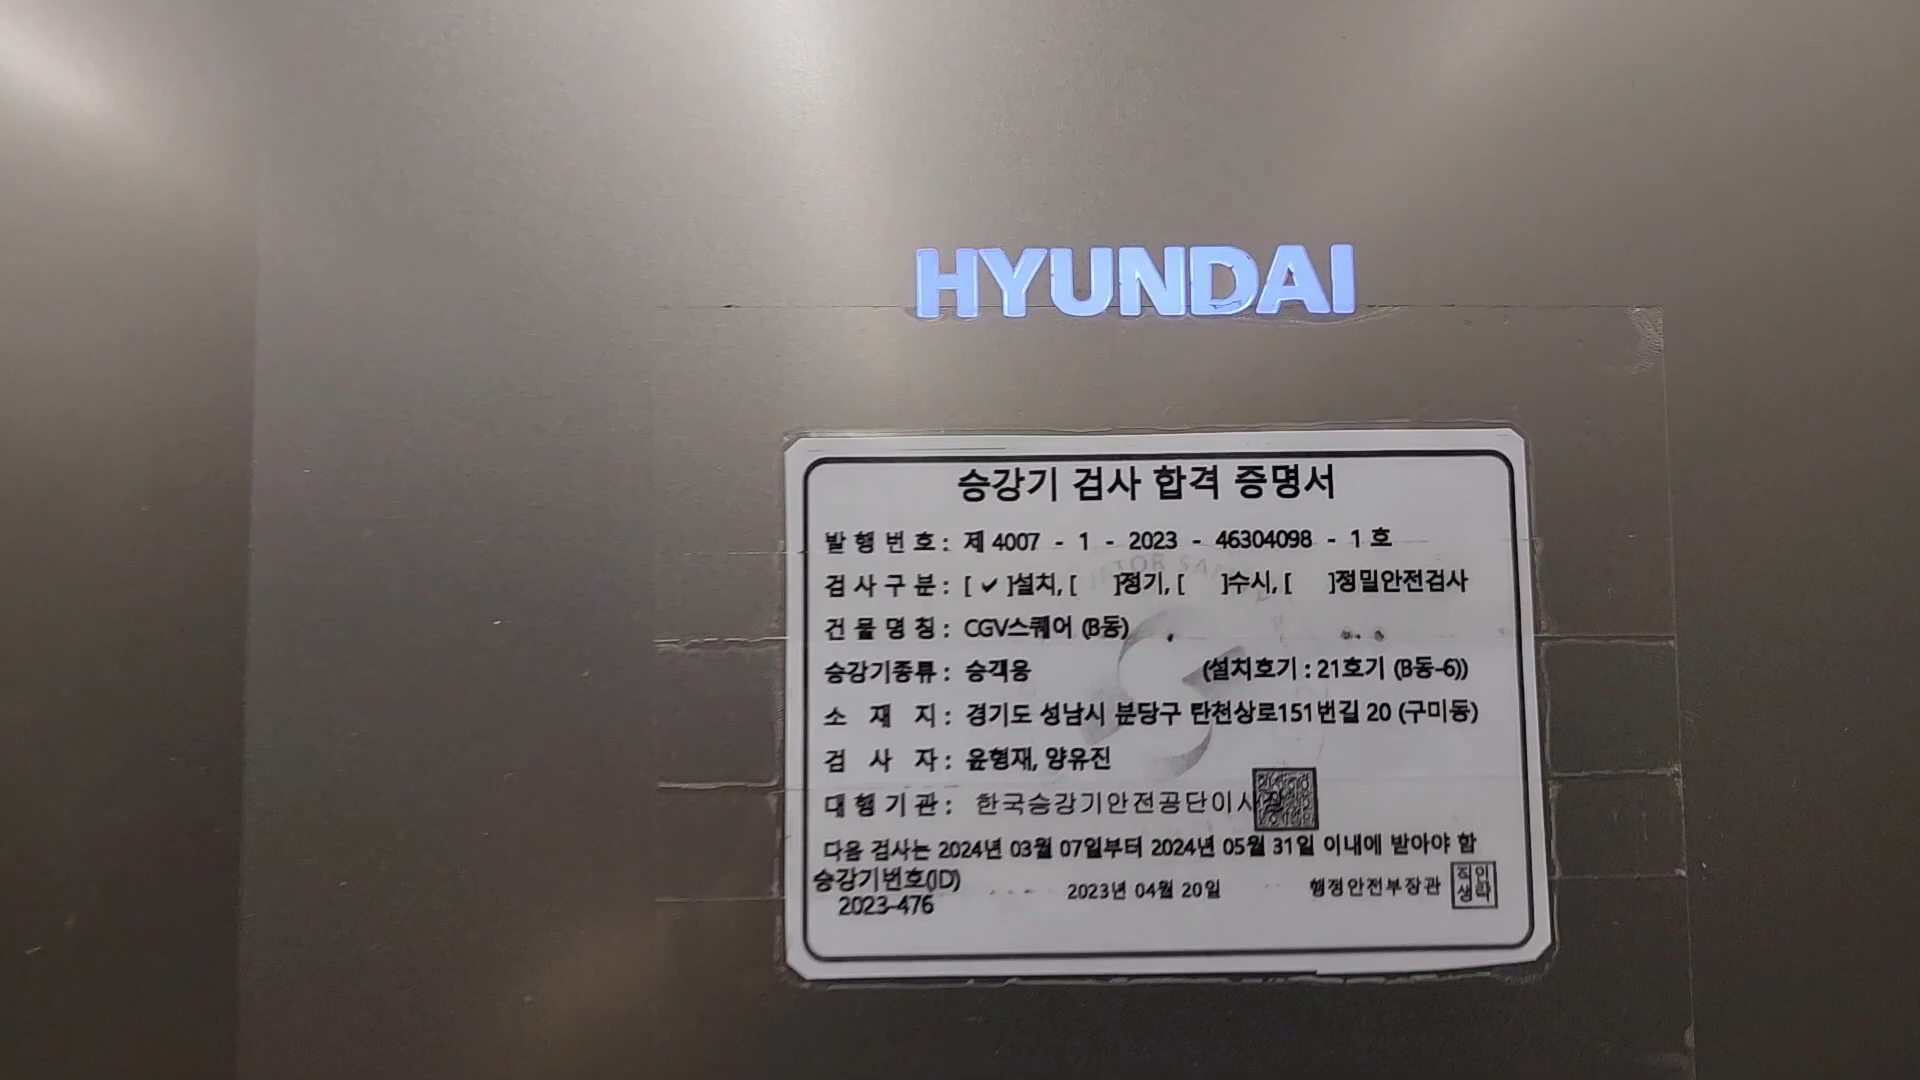 HYUNDAI
승강기 검사 합격 증명서
발 행 번 호 : 제 4007 - 1 - 2023 - 46304098 - 1 호
검 사 구 분 : [ ✔ ]설치, [ ]정기, [ ]수시, [ ]정밀안전검사
건 물 명 칭 : CGV스퀘어 (B동)
승강기종류 : 승객용 (설치호기 : 21호기 (B동-6))
소 재 지 : 경기도 성남시 분당구 탄천상로151번길 20 (구미동)
검 사 자 : 윤형재, 양유진
대 행 기 관 : 한국승강기안전공단이사장
다음 검사는 2024년 03월 07일부터 2024년 05월 31일 이내에 받아야 함
승강기번호(ID)
2023-476
2023년 04월 20일 행정안전부장관 직인생략